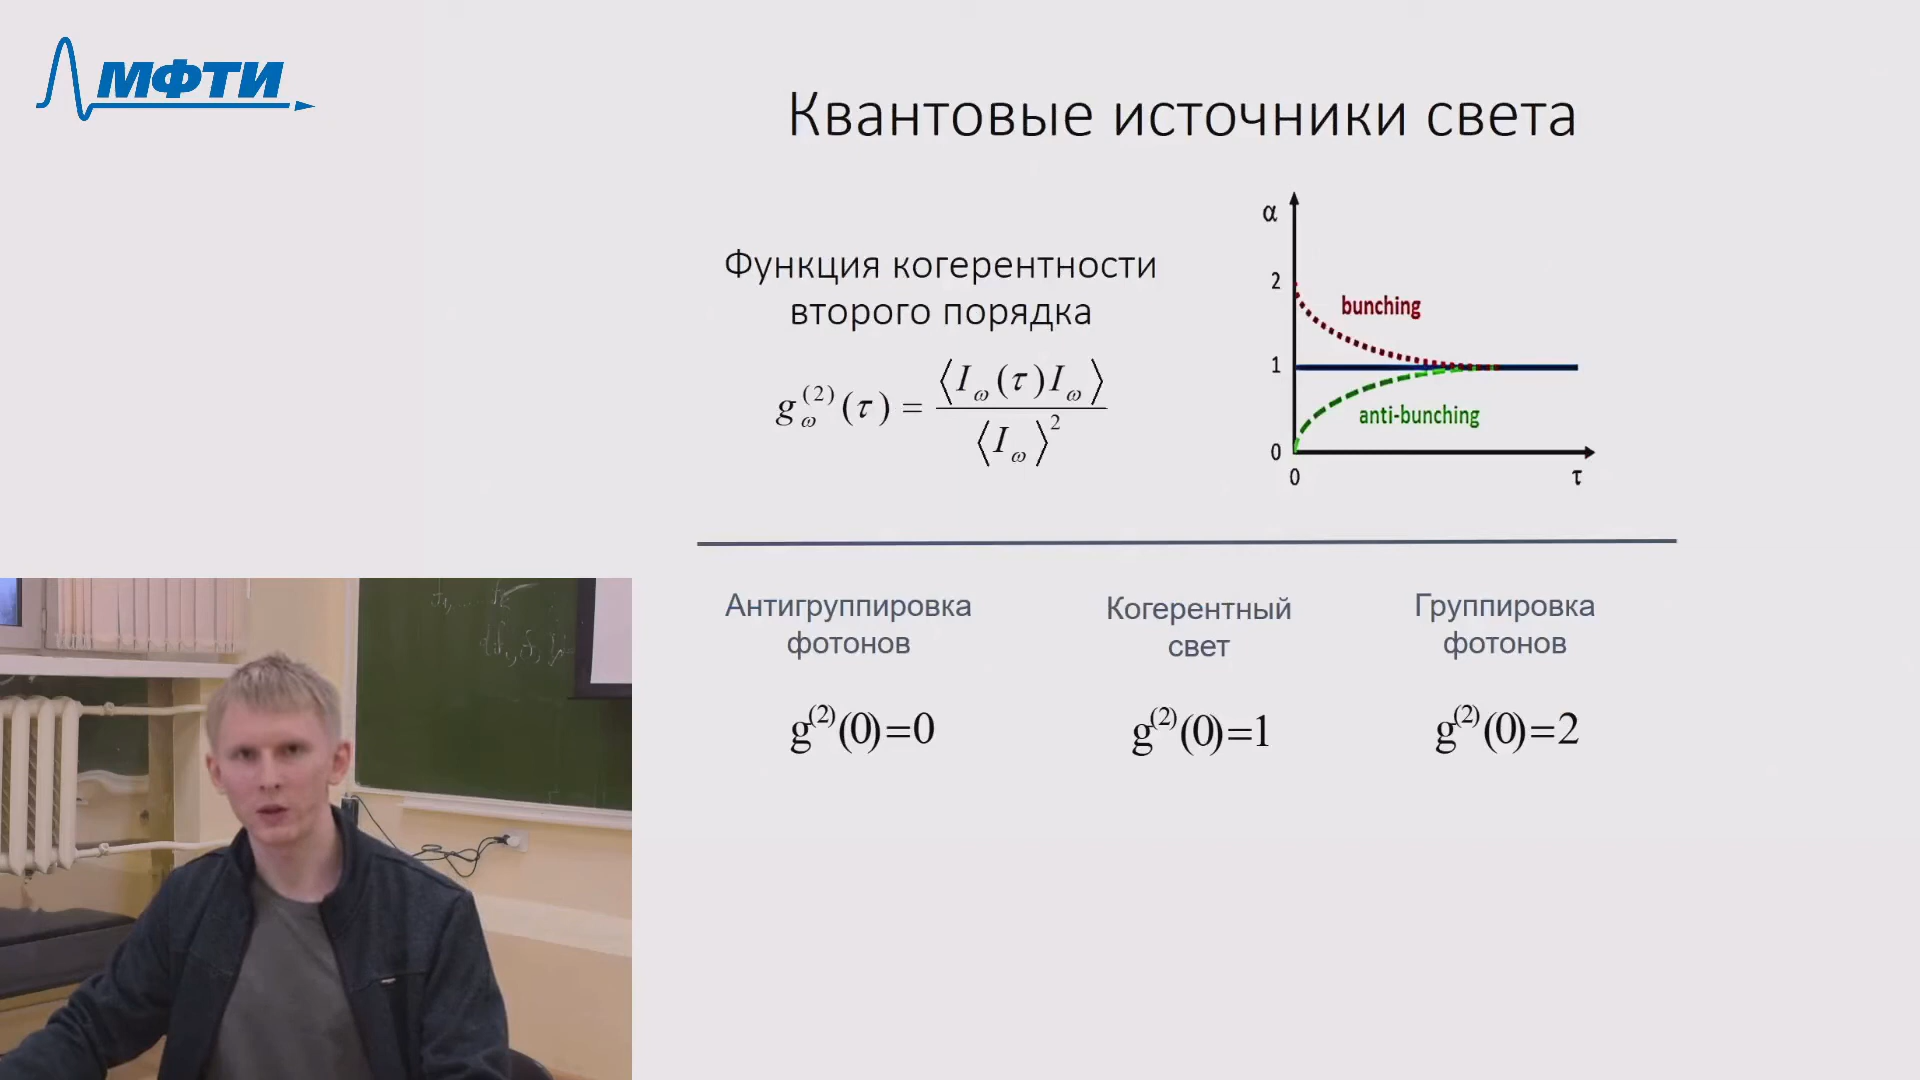 МФТИ
Квантовые источники света
Функция когерентности
второго порядка
g_ω^(2)(τ) = ⟨I_ω(τ)I_ω⟩ / ⟨I_ω⟩^2
α
2
bunching
1
anti-bunching
0
0
τ
Антигруппировка
фотонов
Когерентный
свет
Группировка
фотонов
g^(2)(0)=0
g^(2)(0)=1
g^(2)(0)=2